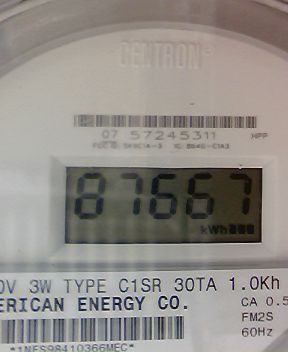 CENTRON
07 57245311 HPP
87667
kWh
0V 3W TYPE C1SR 30TA 1.0Kh
ERICAN ENERGY CO.
CA 0.5
FM2S
60Hz